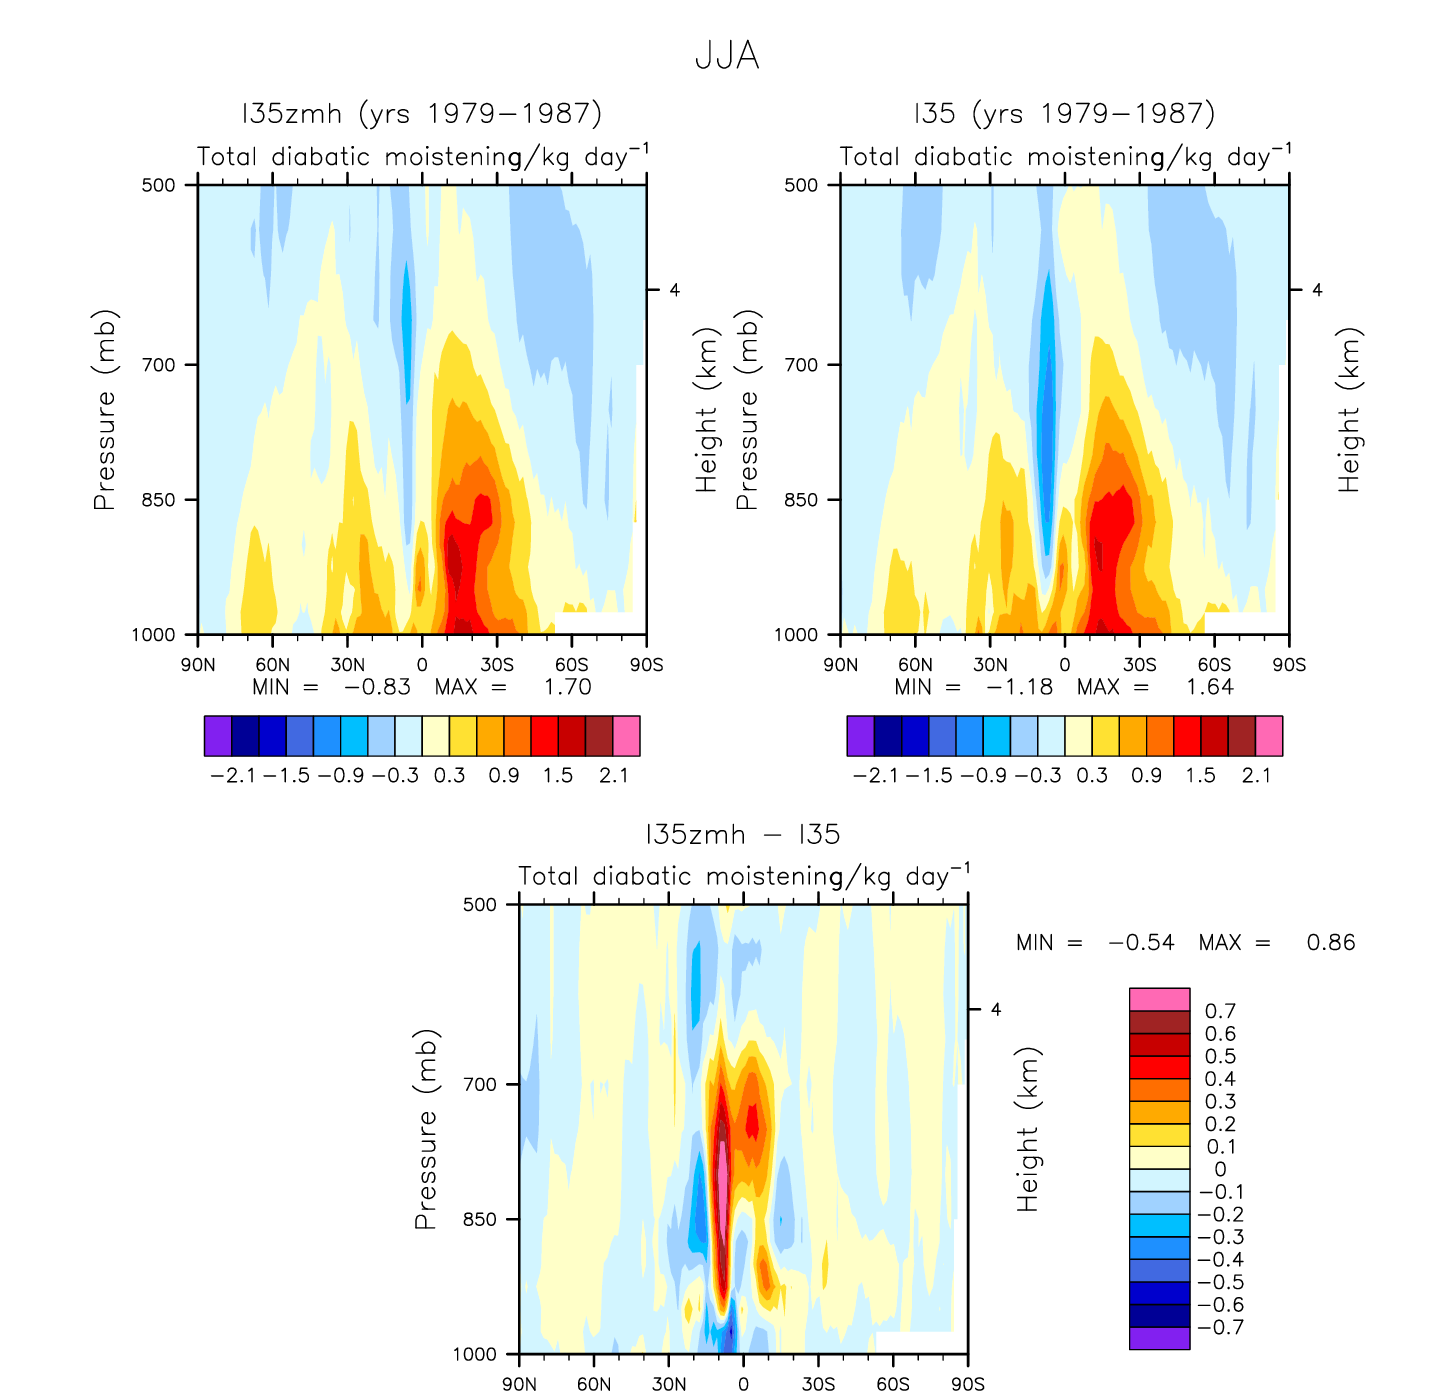 JJA
I35zmh (yrs 1979−1987)
I35 (yrs 1979−1987)
Total diabatic moistening/kg day−1
Total diabatic moistening/kg day−1
500
700
850
1000
Pressure (mb)
4
Height (km)
90N 60N 30N 0 30S 60S 90S
MIN = −0.83 MAX = 1.70
−2.1 −1.5 −0.9 −0.3 0.3 0.9 1.5 2.1
500
700
850
1000
Pressure (mb)
4
Height (km)
90N 60N 30N 0 30S 60S 90S
MIN = −1.18 MAX = 1.64
−2.1 −1.5 −0.9 −0.3 0.3 0.9 1.5 2.1
I35zmh − I35
Total diabatic moistening/kg day−1
500
700
850
1000
Pressure (mb)
4
Height (km)
90N 60N 30N 0 30S 60S 90S
MIN = −0.54 MAX = 0.86
0.7
0.6
0.5
0.4
0.3
0.2
0.1
0
−0.1
−0.2
−0.3
−0.4
−0.5
−0.6
−0.7